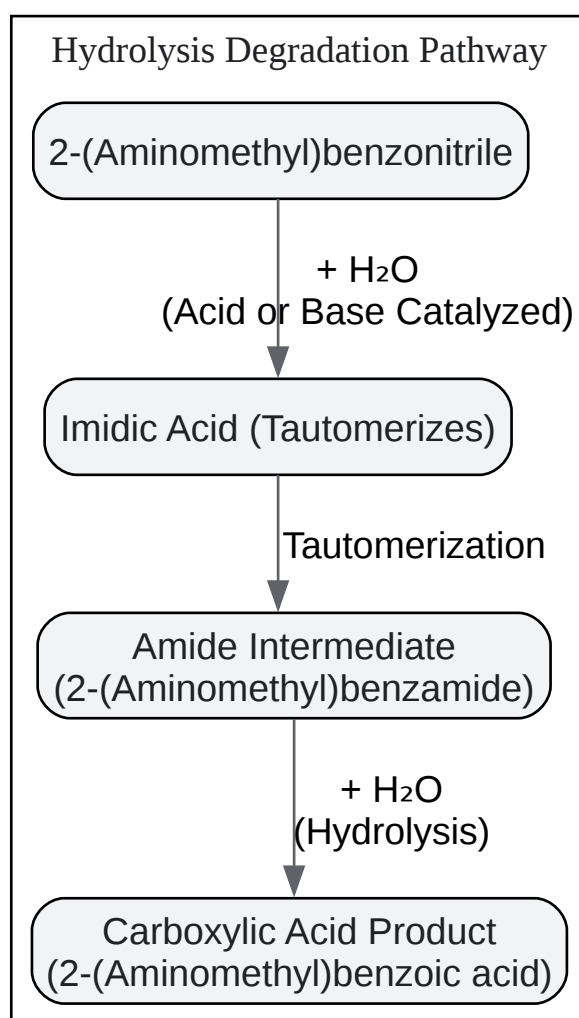 Hydrolysis Degradation Pathway
2-(Aminomethyl)benzonitrile
+ H₂O
(Acid or Base Catalyzed)
Imidic Acid (Tautomerizes)
Tautomerization
Amide Intermediate
(2-(Aminomethyl)benzamide)
+ H₂O
(Hydrolysis)
Carboxylic Acid Product
(2-(Aminomethyl)benzoic acid)